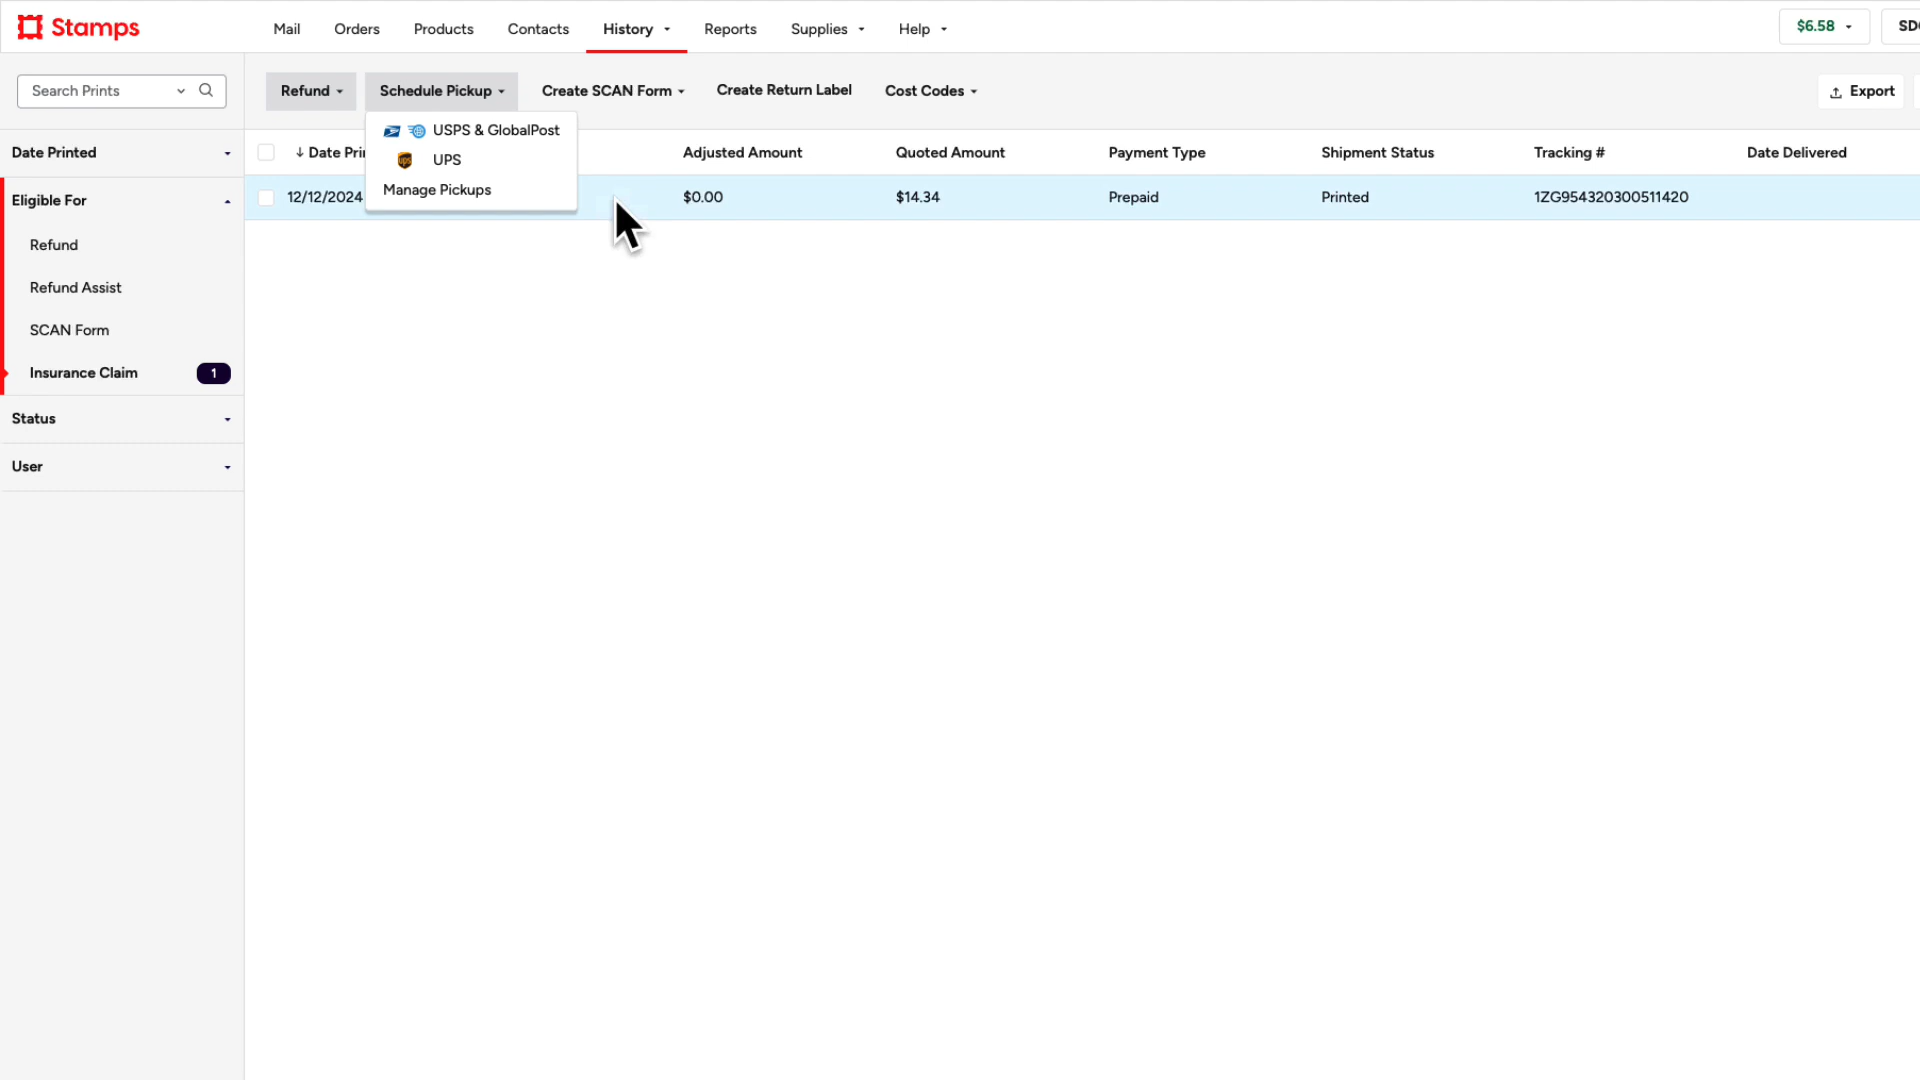 Stamps
Mail Orders Products Contacts History Reports Supplies Help
$6.58
Search Prints
Refund Schedule Pickup Create SCAN Form Create Return Label Cost Codes
Export
USPS & GlobalPost
ups UPS
Manage Pickups
Date Printed
Eligible For
Refund
Refund Assist
SCAN Form
Insurance Claim 1
Status
User
Date Adjusted Amount Quoted Amount Payment Type Shipment Status Tracking # Date Delivered
12/12/2024 $0.00 $14.34 Prepaid Printed 1ZG954320300511420